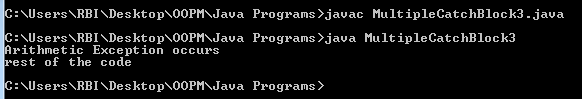 C:\Users\RBI\Desktop\OOPM\Java Programs>javac MultipleCatchBlock3.java
C:\Users\RBI\Desktop\OOPM\Java Programs>java MultipleCatchBlock3
Arithmetic Exception occurs
rest of the code
C:\Users\RBI\Desktop\OOPM\Java Programs>